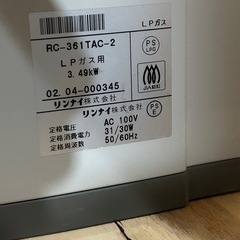 LPガス
RC-361TAC-2
LPガス用
3.49kW
02.04-000345
リンナイ株式会社
PS
LPG
JIA認証
リンナイ株式会社
PS
E
定格電圧 AC 100V
定格消費電力 31/30W
定格周波数 50/60Hz